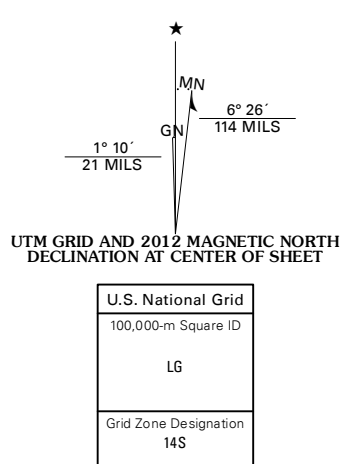 ★
MN
GN
6° 26´
114 MILS
1° 10´
21 MILS
UTM GRID AND 2012 MAGNETIC NORTH
DECLINATION AT CENTER OF SHEET
U.S. National Grid
100,000-m Square ID
LG
Grid Zone Designation
14S